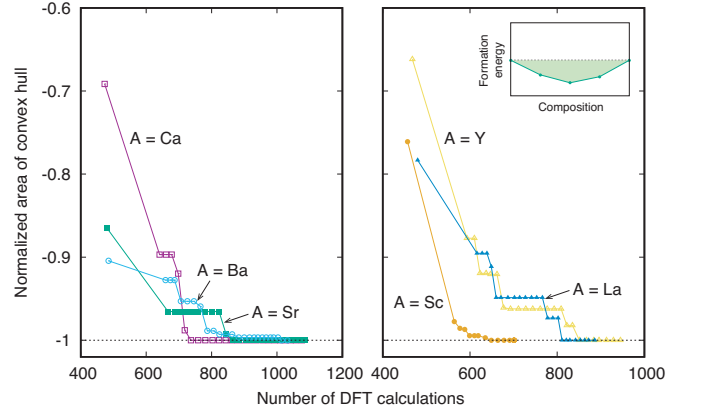 -0.6
-0.7
-0.8
-0.9
-1
Normalized area of convex hull
A = Ca
A = Ba
A = Sr
400 600 800 1000 1200
Formation
energy
Composition
A = Y
A = La
A = Sc
400 600 800 1000
Number of DFT calculations